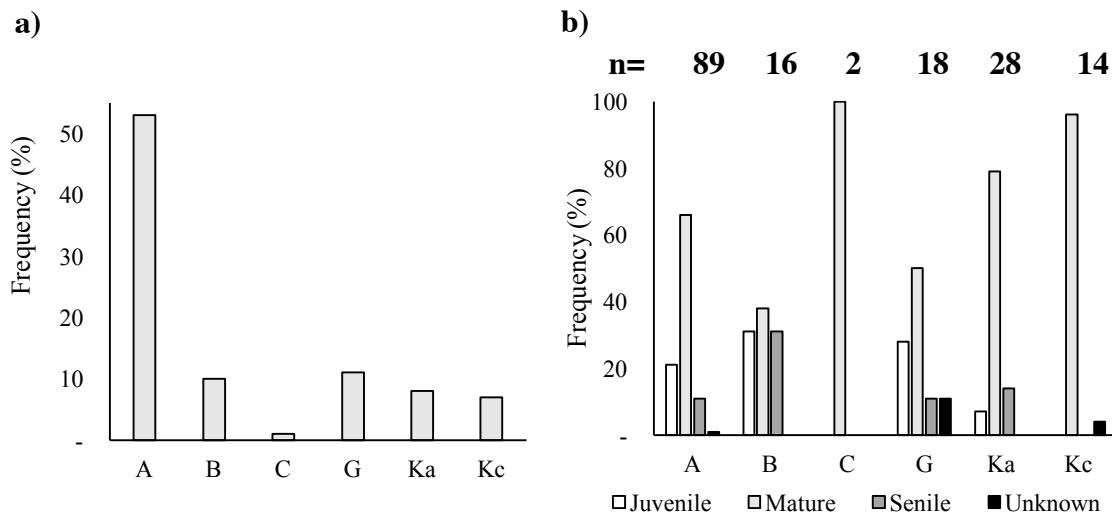 a)
Frequency (%)
50
40
30
20
10
-
A B C G Ka Kc
b)
n= 89 16 2 18 28 14
Frequency (%)
100
80
60
40
20
-
A B C G Ka Kc
Juvenile Mature Senile Unknown